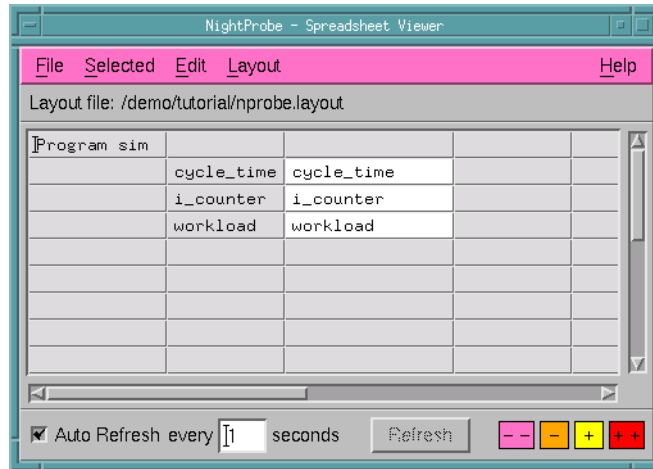 NightProbe - Spreadsheet Viewer
File Selected Edit Layout Help
Layout file: /demo/tutorial/nprobe.layout
Program sim
cycle_time cycle_time
i_counter i_counter
workload workload
Auto Refresh every 1 seconds Refresh -- - + ++